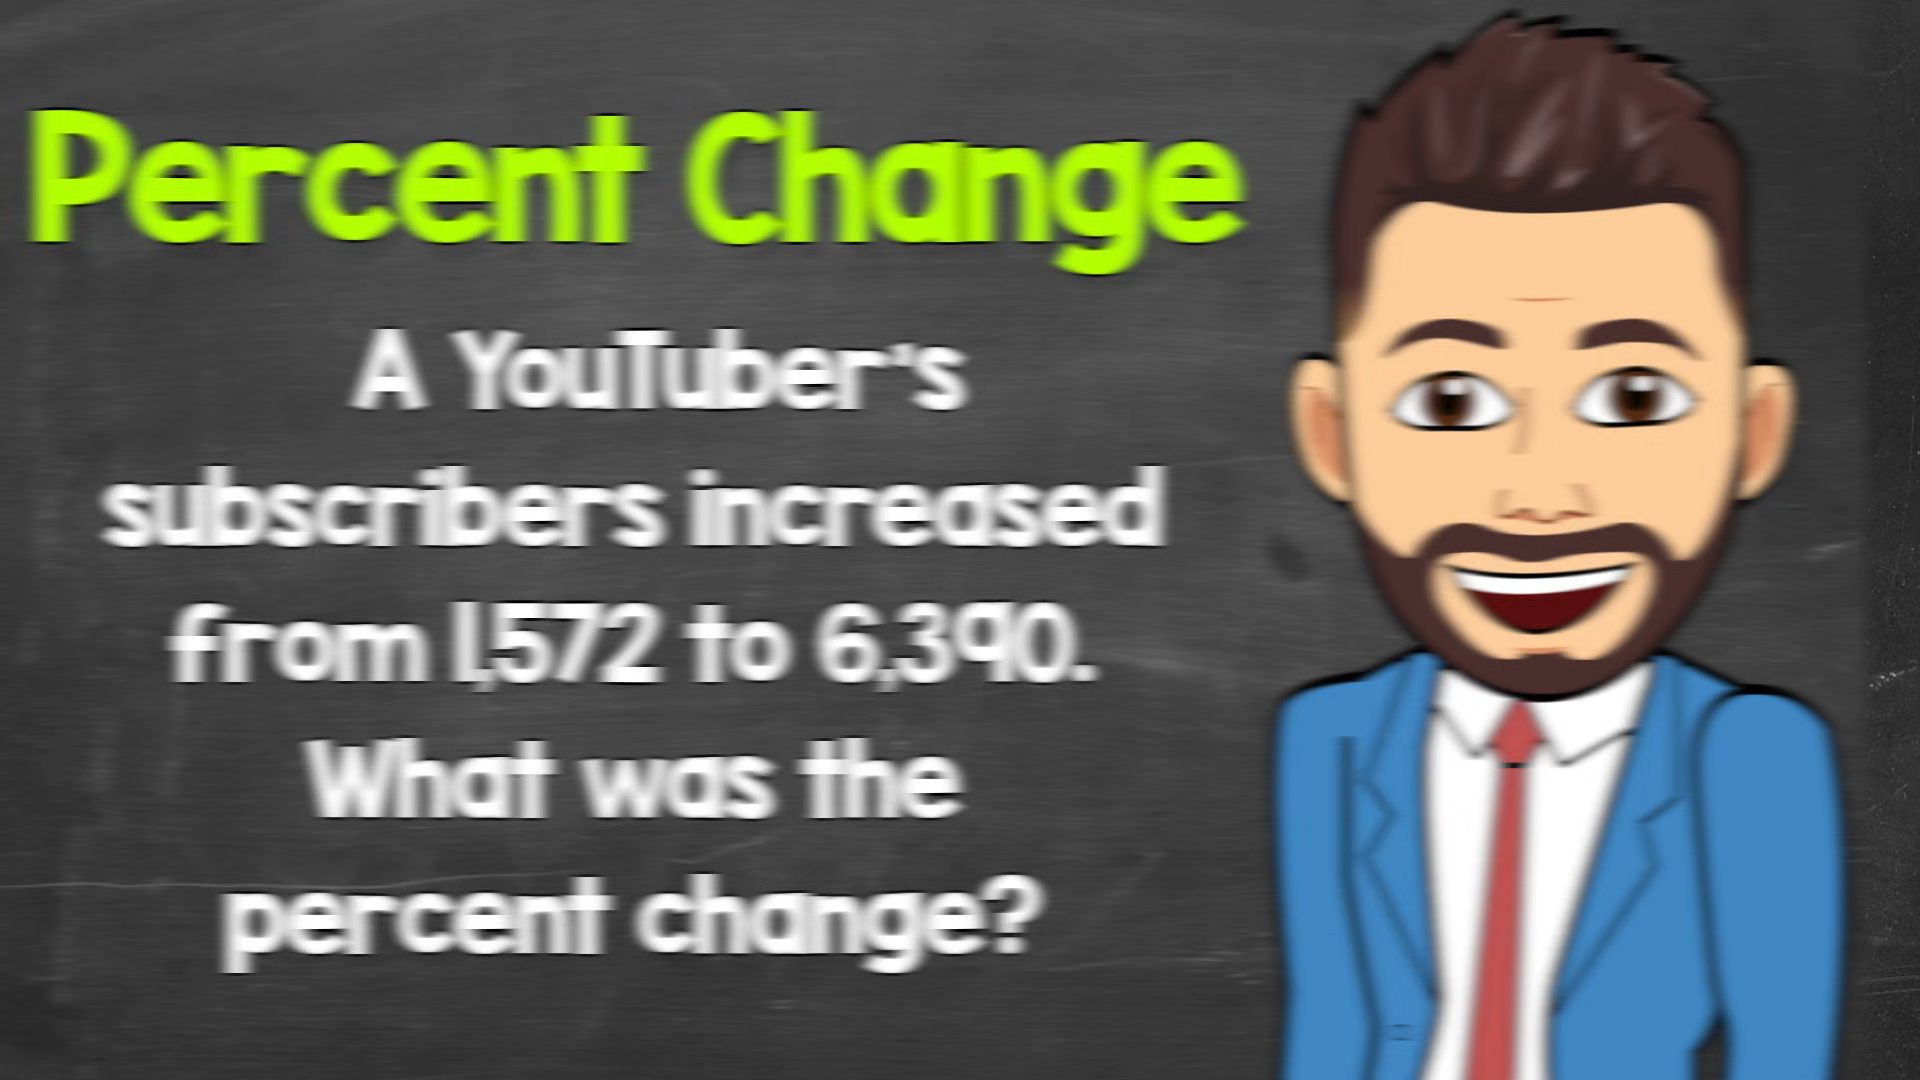 Percent Change
A YouTuber's
subscribers increased
from 1,572 to 6,390.
What was the
percent change?